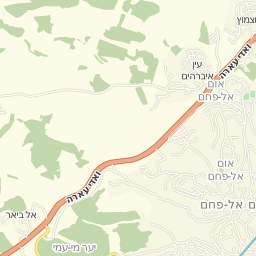 וצמוץ
עין
איברהים
ואדי עארה
אום
אל-פחם
אום
אל-פחם
ם אל-פחם
ואדי עארה
אל ביאר
יער מי-עמי